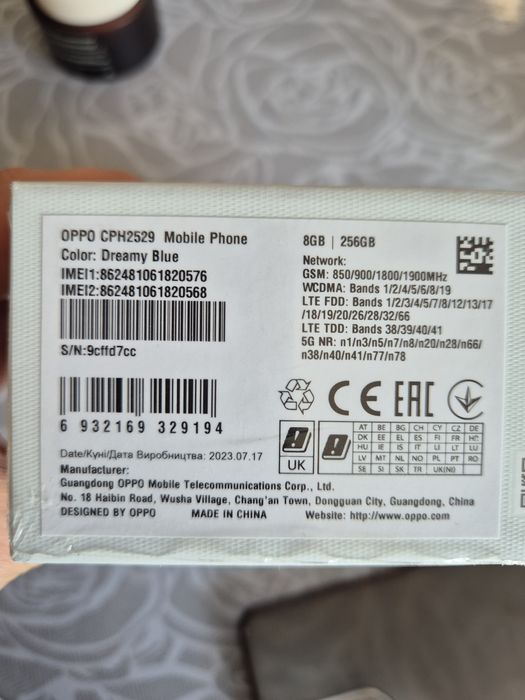 OPPO CPH2529 Mobile Phone
Color: Dreamy Blue
IMEI1:862481061820576
IMEI2:862481061820568
S/N:9cffd7cc
6 932169 329194
8GB | 256GB
Network:
GSM: 850/900/1800/1900MHz
WCDMA: Bands 1/2/4/5/6/8/19
LTE FDD: Bands 1/2/3/4/5/7/8/12/13/17
/18/19/20/26/28/32/66
LTE TDD: Bands 38/39/40/41
5G NR: n1/n3/n5/n7/n8/n20/n28/n66/
n38/n40/n41/n77/n78
CE EAC
UK
AT BE BG CH CY CZ DE
DK EE EL ES FI FR HR
HU IE IS IT LI LT LU
LV MT NL NO PL PT RO
SE SI SK TR UK(NI)
Date/Күні/Дата Виробництва: 2023.07.17
Manufacturer:
Guangdong OPPO Mobile Telecommunications Corp., Ltd.
No. 18 Haibin Road, Wusha Village, Chang'an Town, Dongguan City, Guangdong, China
DESIGNED BY OPPO MADE IN CHINA Website: http://www.oppo.com